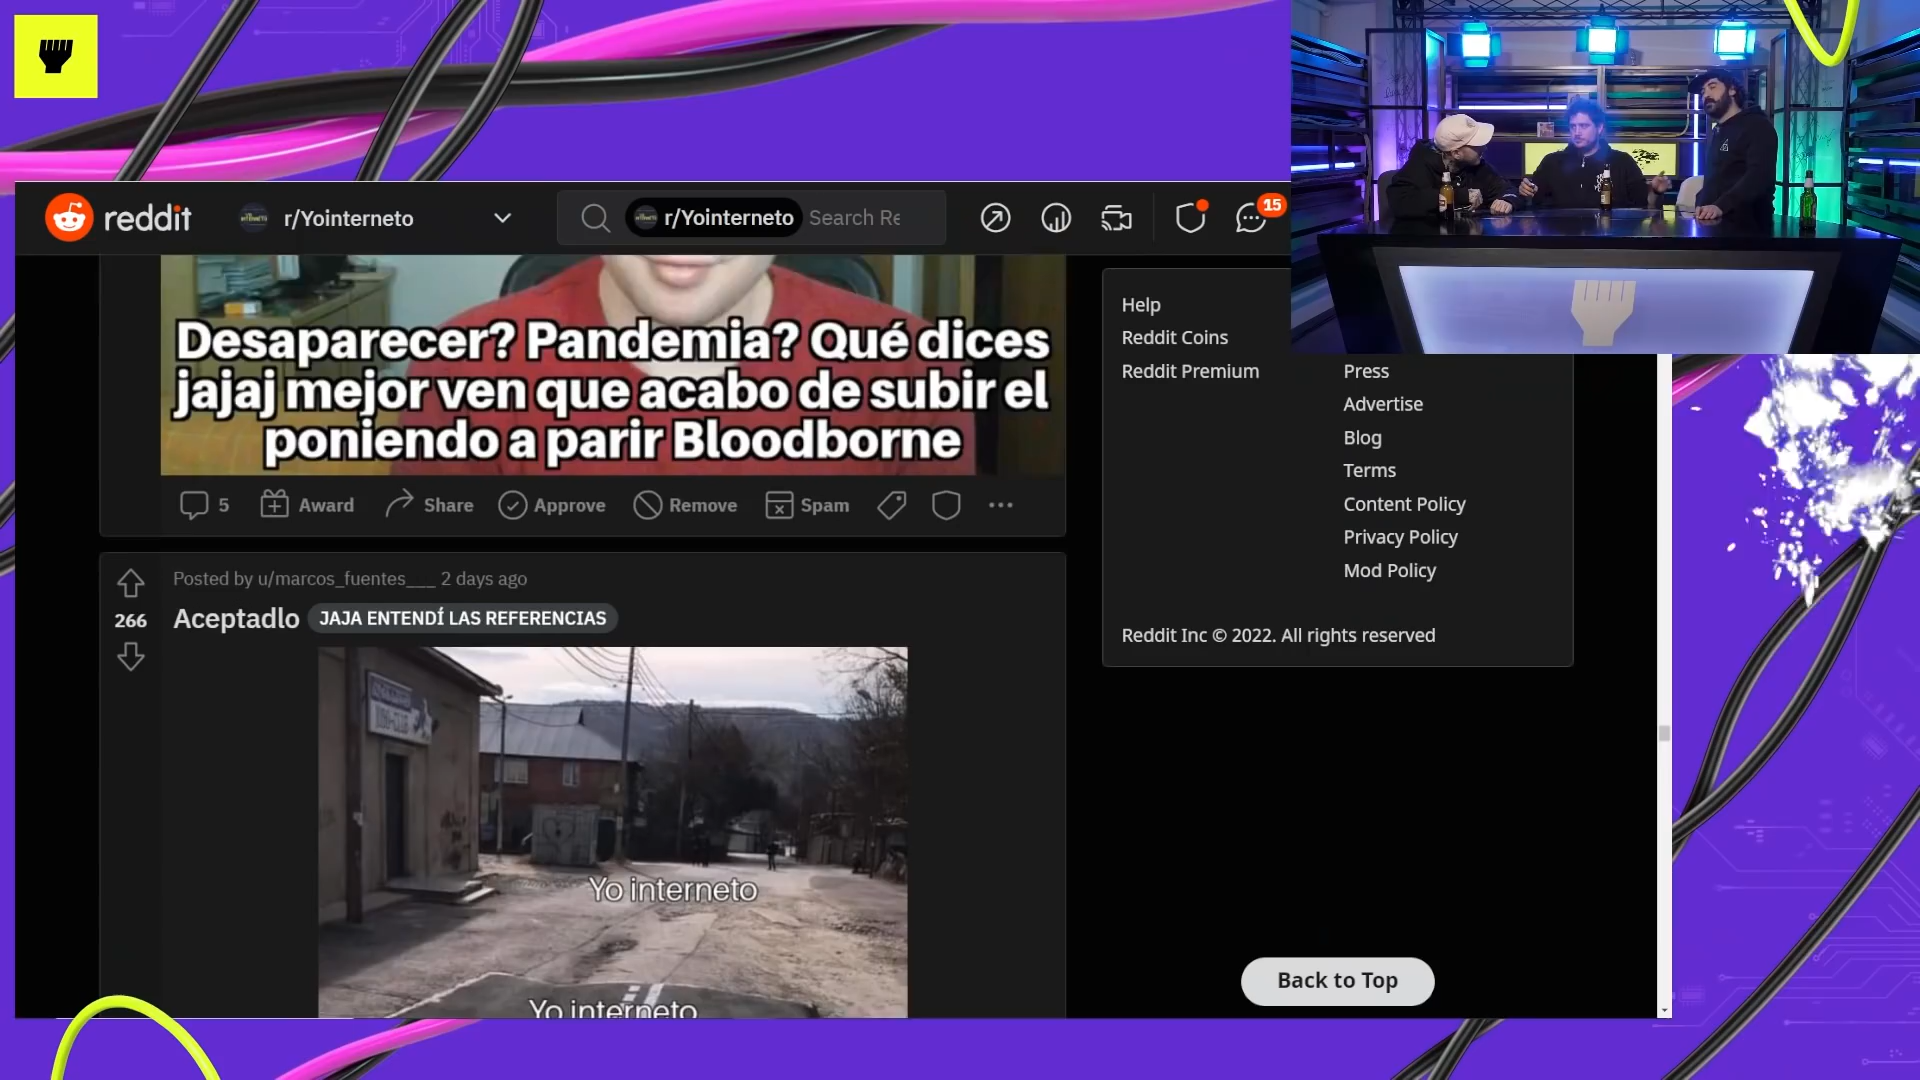 reddit
r/Yointerneto
r/Yointerneto
Search Re
15
Desaparecer? Pandemia? Qué dices
jajaj mejor ven que acabo de subir el
poniendo a parir Bloodborne
5
Award
Share
Approve
Remove
Spam
Posted by u/marcos_fuentes___ 2 days ago
266
Aceptadlo
JAJA ENTENDÍ LAS REFERENCIAS
Yo interneto
Yo interneto
Help
Reddit Coins
Reddit Premium
Press
Advertise
Blog
Terms
Content Policy
Privacy Policy
Mod Policy
Reddit Inc © 2022. All rights reserved
Back to Top